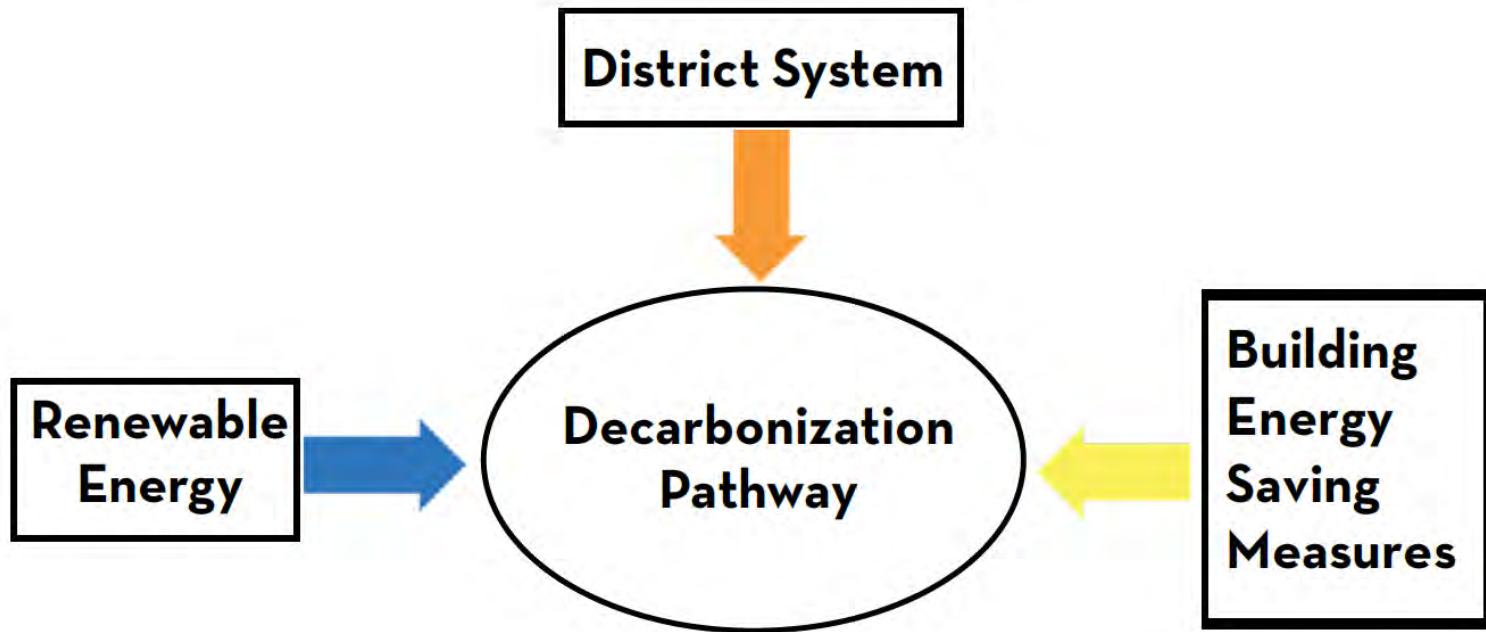 District System
Renewable
Energy
Decarbonization
Pathway
Building
Energy
Saving
Measures